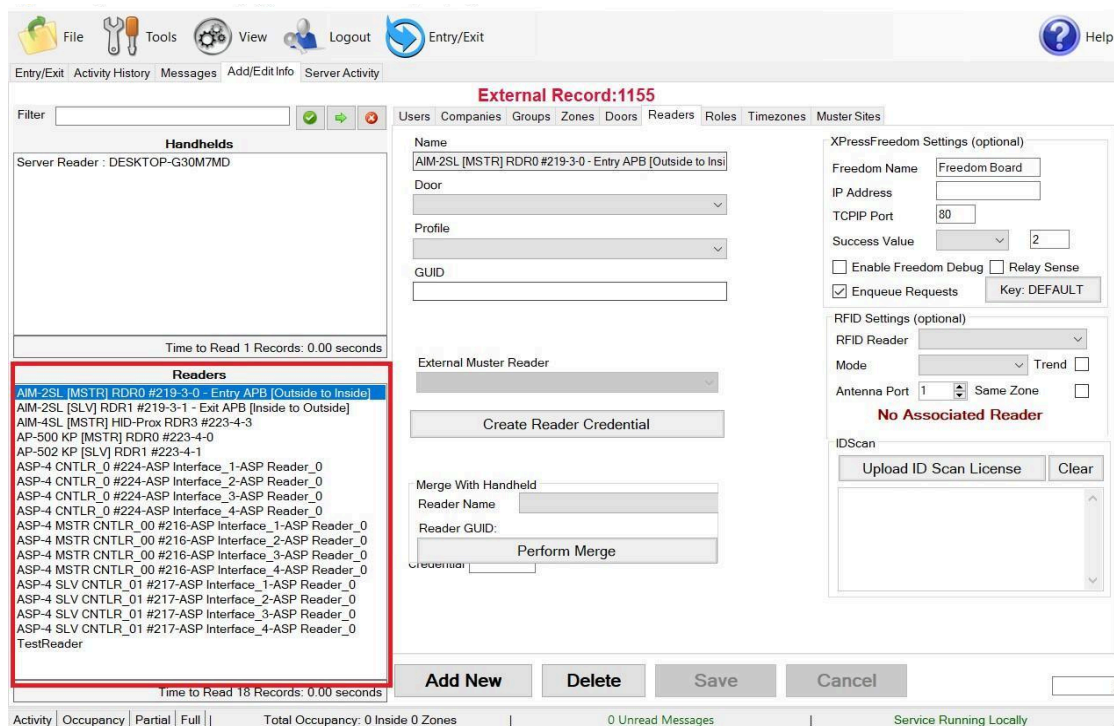 File Tools View Logout Entry/Exit Help
Entry/Exit Activity History Messages Add/Edit Info Server Activity
External Record:1155
Filter
Users Companies Groups Zones Doors Readers Roles Timezones Muster Sites
Handhelds
Server Reader : DESKTOP-G30M7MD
Time to Read 1 Records: 0.00 seconds
Readers
AIM-2SL [MSTR] RDR0 #219-3-0 - Entry APB [Outside to Inside]
AIM-2SL [SLV] RDR1 #219-3-1 - Exit APB [Inside to Outside]
AIM-4SL [MSTR] HID-Prox RDR3 #223-4-3
AP-500 KP [MSTR] RDR0 #223-4-0
AP-502 KP [SLV] RDR1 #223-4-1
ASP-4 CNTLR_0 #224-ASP Interface_1-ASP Reader_0
ASP-4 CNTLR_0 #224-ASP Interface_2-ASP Reader_0
ASP-4 CNTLR_0 #224-ASP Interface_3-ASP Reader_0
ASP-4 CNTLR_0 #224-ASP Interface_4-ASP Reader_0
ASP-4 MSTR CNTLR_00 #216-ASP Interface_1-ASP Reader_0
ASP-4 MSTR CNTLR_00 #216-ASP Interface_2-ASP Reader_0
ASP-4 MSTR CNTLR_00 #216-ASP Interface_3-ASP Reader_0
ASP-4 MSTR CNTLR_00 #216-ASP Interface_4-ASP Reader_0
ASP-4 SLV CNTLR_01 #217-ASP Interface_1-ASP Reader_0
ASP-4 SLV CNTLR_01 #217-ASP Interface_2-ASP Reader_0
ASP-4 SLV CNTLR_01 #217-ASP Interface_3-ASP Reader_0
ASP-4 SLV CNTLR_01 #217-ASP Interface_4-ASP Reader_0
TestReader
Time to Read 18 Records: 0.00 seconds
Name
AIM-2SL [MSTR] RDR0 #219-3-0 - Entry APB [Outside to Insi
Door
Profile
GUID
External Muster Reader
Create Reader Credential
Merge With Handheld
Reader Name
Reader GUID:
Perform Merge
Credential
XPressFreedom Settings (optional)
Freedom Name Freedom Board
IP Address
TCPIP Port 80
Success Value 2
Enable Freedom Debug Relay Sense
Enqueue Requests Key: DEFAULT
RFID Settings (optional)
RFID Reader
Mode Trend
Antenna Port 1 Same Zone
No Associated Reader
IDScan
Upload ID Scan License Clear
Add New Delete Save Cancel
Activity Occupancy Partial Full | Total Occupancy: 0 Inside 0 Zones | 0 Unread Messages | Service Running Locally